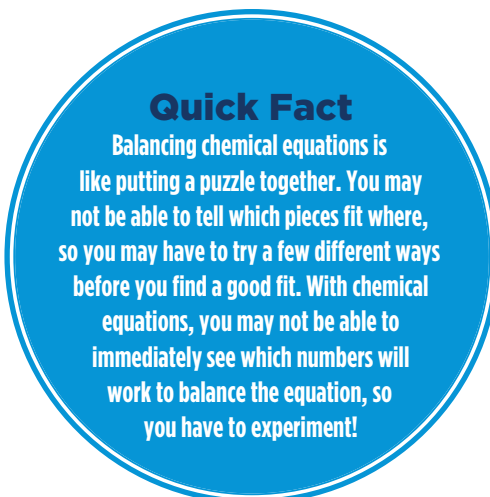 Quick Fact
Balancing chemical equations is
like putting a puzzle together. You may
not be able to tell which pieces fit where,
so you may have to try a few different ways
before you find a good fit. With chemical
equations, you may not be able to
immediately see which numbers will
work to balance the equation, so
you have to experiment!